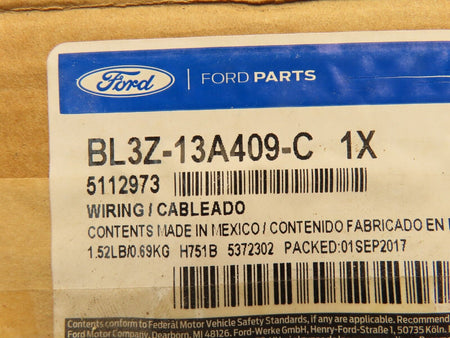 Ford | FORD PARTS
BL3Z-13A409-C 1X
5112973
WIRING / CABLEADO
CONTENTS MADE IN MEXICO / CONTENIDO FABRICADO EN
1.52LB/0.69KG H751B 5372302 PACKED:01SEP2017
Contents conform to Federal Motor Vehicle Safety Standards, if any are applicable. Recommend
Ford Motor Company, Dearborn, MI 48126. Ford-Werke GmbH, Henry-Ford-Straße 1, 50735 Köln.